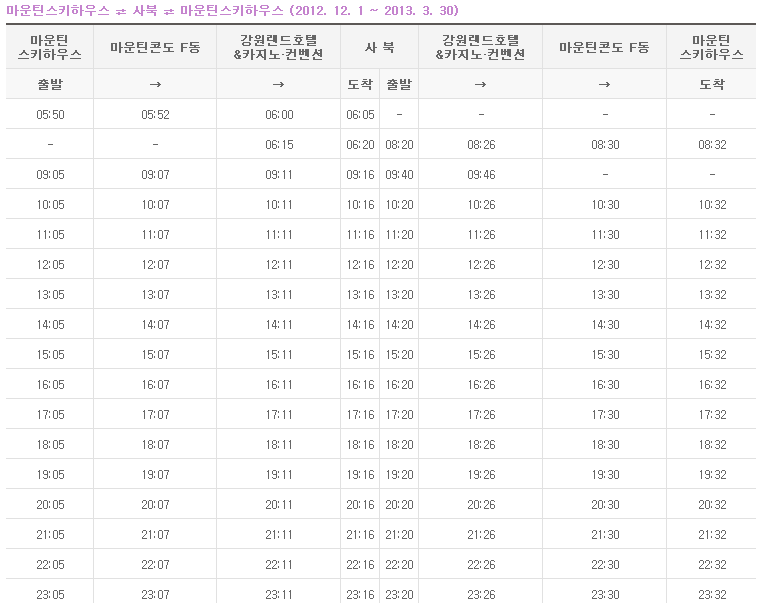 마운틴스키하우스 ⇌ 사북 ⇌ 마운틴스키하우스 (2012. 12. 1 ~ 2013. 3. 30)
마운틴 스키하우스 마운틴콘도 F동 강원랜드호텔 &카지노·컨벤션 사 북 강원랜드호텔 &카지노·컨벤션 마운틴콘도 F동 마운틴 스키하우스
출발 → → 도착 출발 → → 도착
05:50 05:52 06:00 06:05 - - - -
- - 06:15 06:20 08:20 08:26 08:30 08:32
09:05 09:07 09:11 09:16 09:40 09:46 - -
10:05 10:07 10:11 10:16 10:20 10:26 10:30 10:32
11:05 11:07 11:11 11:16 11:20 11:26 11:30 11:32
12:05 12:07 12:11 12:16 12:20 12:26 12:30 12:32
13:05 13:07 13:11 13:16 13:20 13:26 13:30 13:32
14:05 14:07 14:11 14:16 14:20 14:26 14:30 14:32
15:05 15:07 15:11 15:16 15:20 15:26 15:30 15:32
16:05 16:07 16:11 16:16 16:20 16:26 16:30 16:32
17:05 17:07 17:11 17:16 17:20 17:26 17:30 17:32
18:05 18:07 18:11 18:16 18:20 18:26 18:30 18:32
19:05 19:07 19:11 19:16 19:20 19:26 19:30 19:32
20:05 20:07 20:11 20:16 20:20 20:26 20:30 20:32
21:05 21:07 21:11 21:16 21:20 21:26 21:30 21:32
22:05 22:07 22:11 22:16 22:20 22:26 22:30 22:32
23:05 23:07 23:11 23:16 23:20 23:26 23:30 23:32